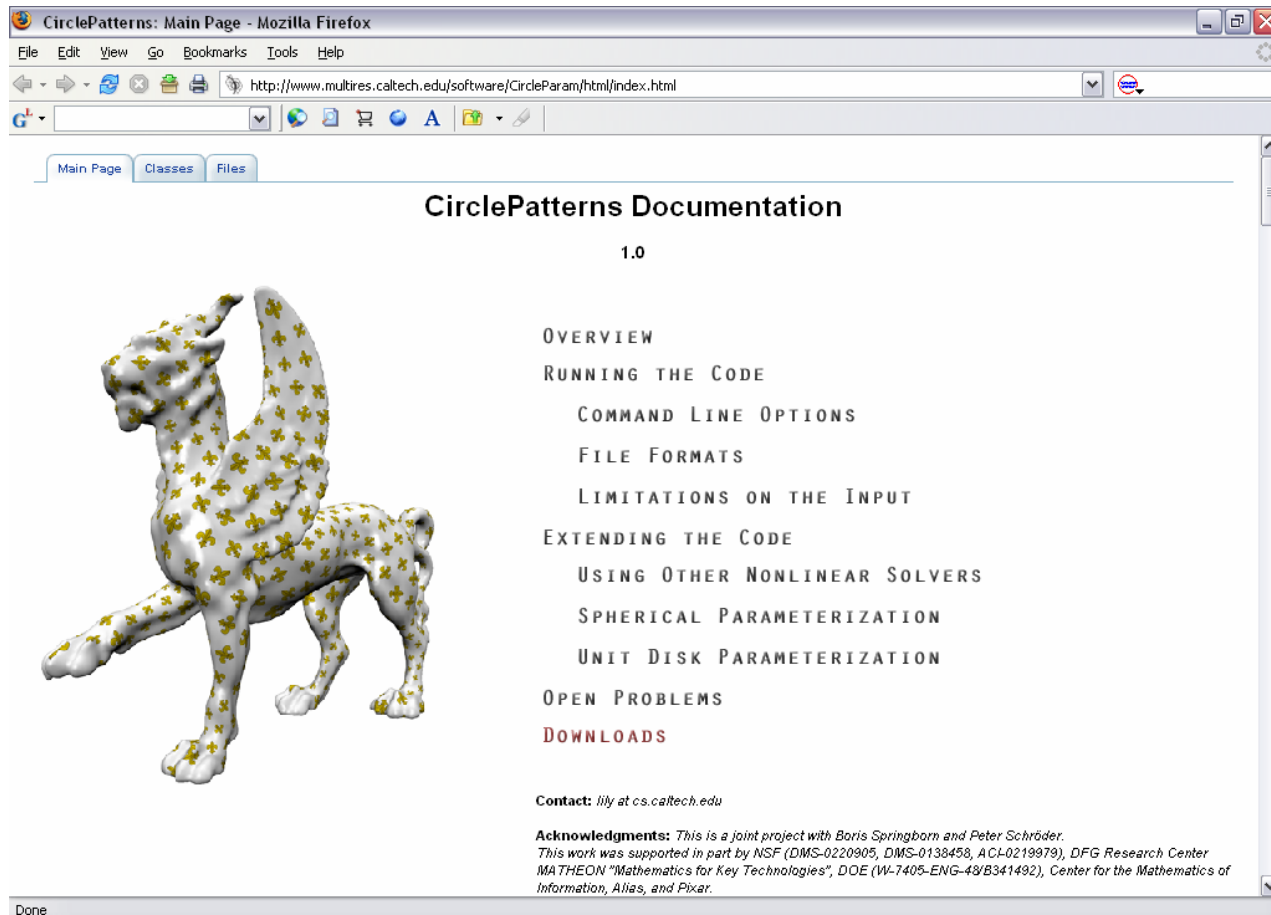 CirclePatterns: Main Page - Mozilla Firefox
File Edit View Go Bookmarks Tools Help
http://www.multires.caltech.edu/software/CircleParam/html/index.html
Main Page Classes Files
CirclePatterns Documentation
1.0
OVERVIEW
RUNNING THE CODE
COMMAND LINE OPTIONS
FILE FORMATS
LIMITATIONS ON THE INPUT
EXTENDING THE CODE
USING OTHER NONLINEAR SOLVERS
SPHERICAL PARAMETERIZATION
UNIT DISK PARAMETERIZATION
OPEN PROBLEMS
DOWNLOADS
Contact: lily at cs.caltech.edu
Acknowledgments: This is a joint project with Boris Springborn and Peter Schröder.
This work was supported in part by NSF (DMS-0220905, DMS-0138458, ACI-0219979), DFG Research Center
MATHEON "Mathematics for Key Technologies", DOE (W-7405-ENG-48/B341492), Center for the Mathematics of
Information, Alias, and Pixar.
Done